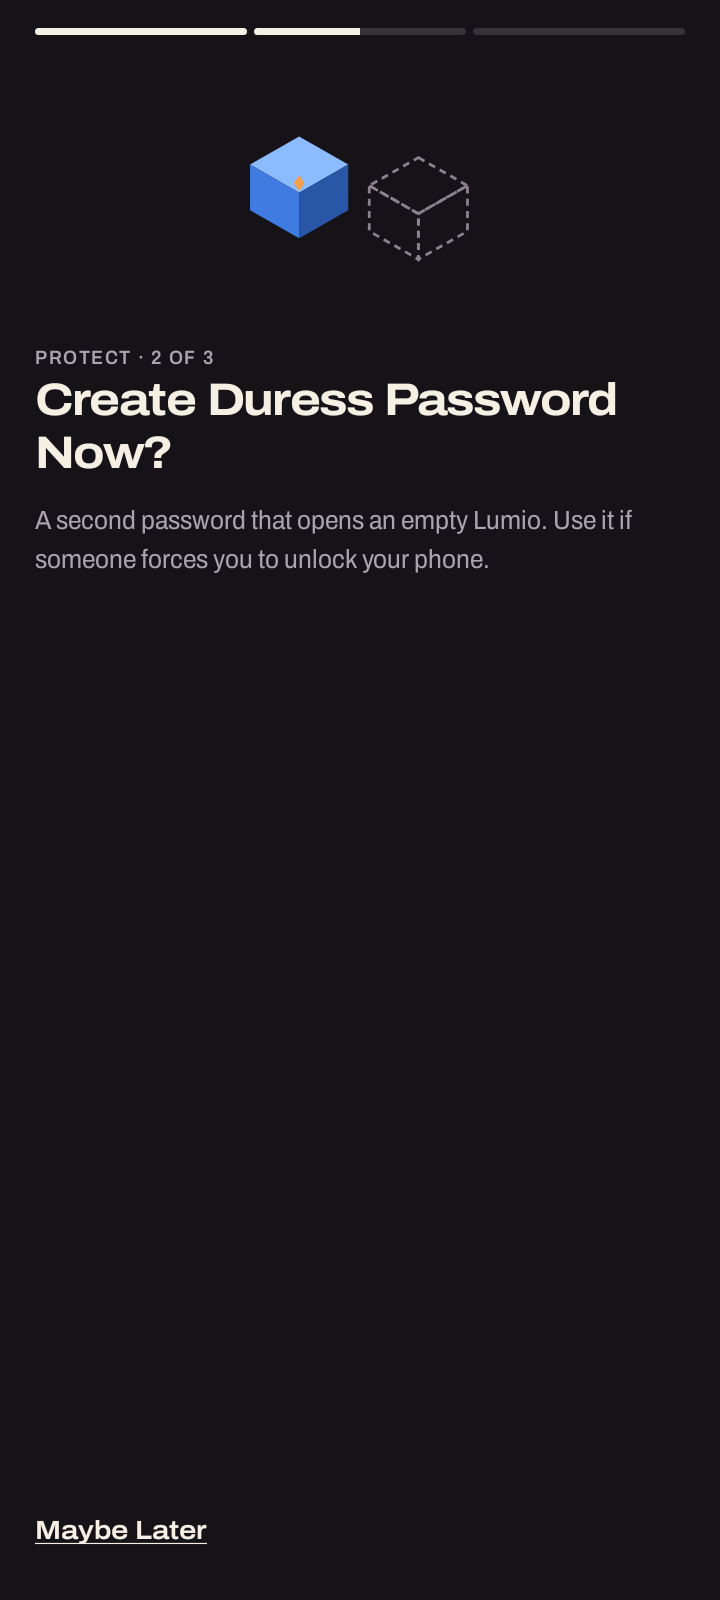 PROTECT · 2 OF 3
Create Duress Password
Now?
A second password that opens an empty Lumio. Use it if
someone forces you to unlock your phone.
Maybe Later